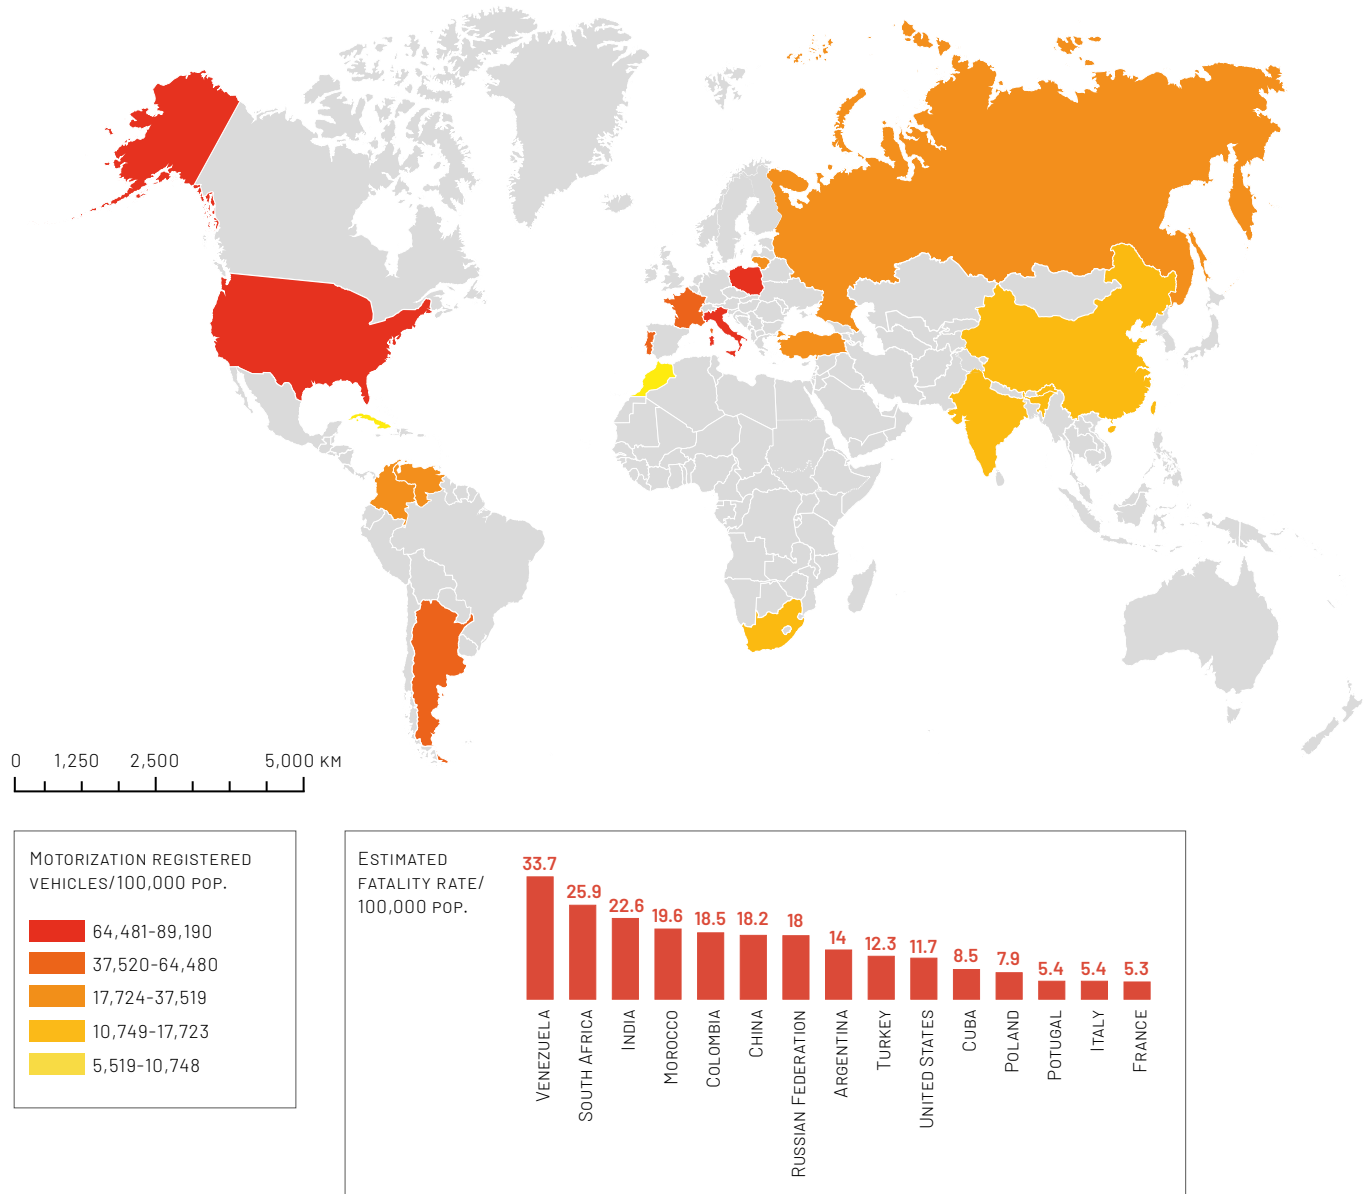 0 1,250 2,500 5,000 KM
MOTORIZATION REGISTERED
VEHICLES/100,000 POP.
64,481-89,190
37,520-64,480
17,724-37,519
10,749-17,723
5,519-10,748
ESTIMATED
FATALITY RATE/
100,000 POP.
33.7
25.9
22.6
19.6
18.5
18.2
18
14
12.3
11.7
8.5
7.9
5.4
5.4
5.3
VENEZUELA
SOUTH AFRICA
INDIA
MOROCCO
COLOMBIA
CHINA
RUSSIAN FEDERATION
ARGENTINA
TURKEY
UNITED STATES
CUBA
POLAND
POTUGAL
ITALY
FRANCE